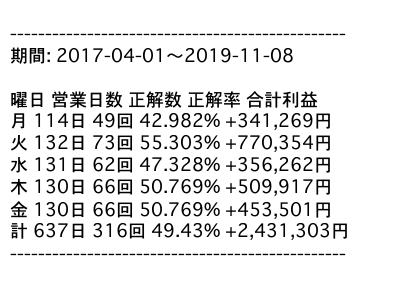 ------------------------------------------------
期間: 2017-04-01～2019-11-08
曜日 営業日数 正解数 正解率 合計利益
月 114日 49回 42.982% +341,269円
火 132日 73回 55.303% +770,354円
水 131日 62回 47.328% +356,262円
木 130日 66回 50.769% +509,917円
金 130日 66回 50.769% +453,501円
計 637日 316回 49.43% +2,431,303円
------------------------------------------------